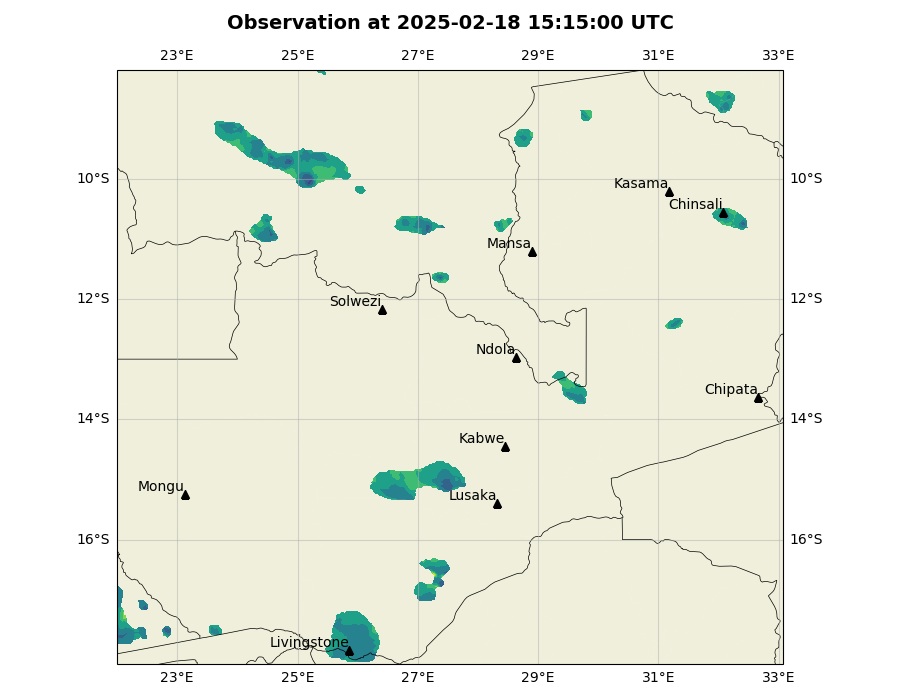 Observation at 2025-02-18 15:15:00 UTC
23°E 25°E 27°E 29°E 31°E 33°E
10°S 10°S
Kasama
Chinsali
Mansa
12°S 12°S
Solwezi
Ndola
Chipata
14°S 14°S
Kabwe
Mongu
Lusaka
16°S 16°S
Livingstone
23°E 25°E 27°E 29°E 31°E 33°E